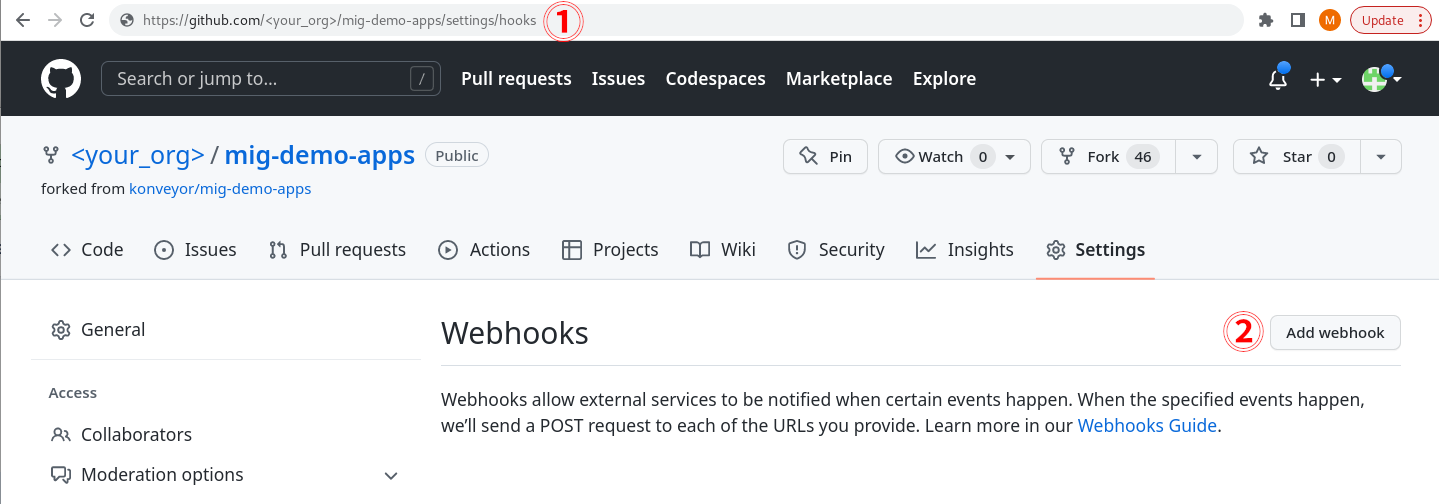 https://github.com/<your_org>/mig-demo-apps/settings/hooks 1 M Update
Search or jump to... / Pull requests Issues Codespaces Marketplace Explore
<your_org> / mig-demo-apps Public Pin Watch 0 Fork 46 Star 0
forked from konveyor/mig-demo-apps
Code Issues Pull requests Actions Projects Wiki Security Insights Settings
General
Access
Collaborators
Moderation options
Webhooks 2 Add webhook
Webhooks allow external services to be notified when certain events happen. When the specified events happen,
we’ll send a POST request to each of the URLs you provide. Learn more in our Webhooks Guide.